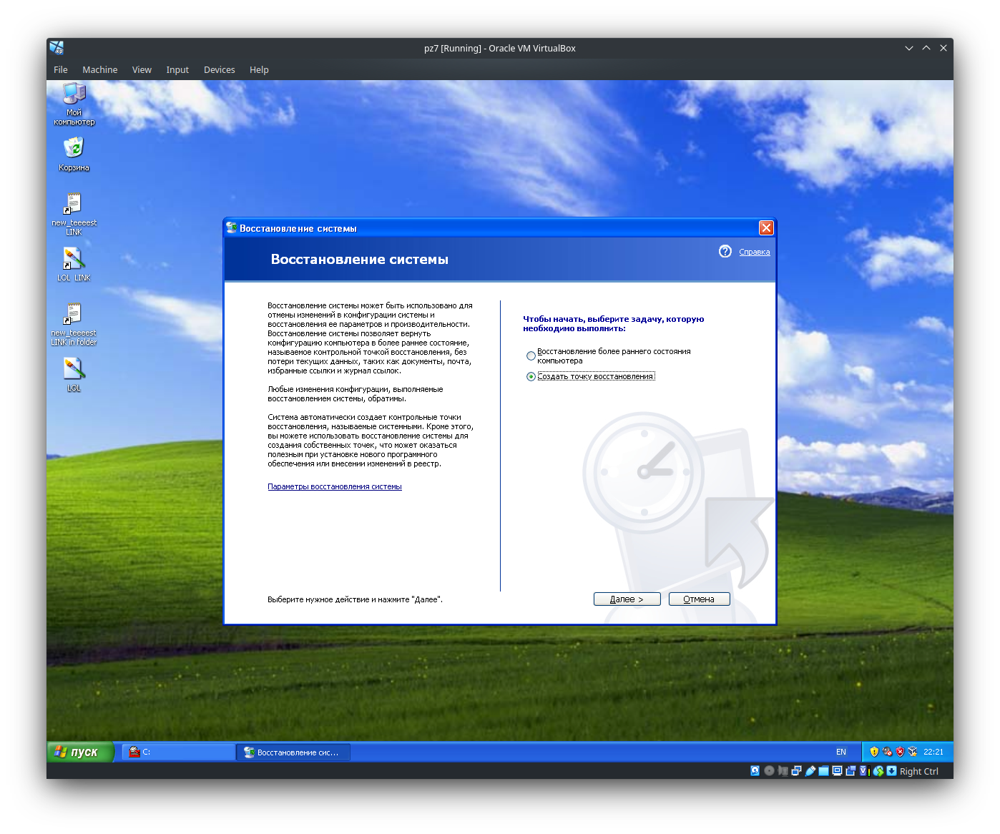 pz7 [Running] - Oracle VM VirtualBox
File Machine View Input Devices Help
Мой
компьютер
Корзина
new_teeeest
LINK
LOL LINK
new_teeeest
LINK in folder
LOL
Восстановление системы
Восстановление системы
Справка
Восстановление системы может быть использовано для
отмены изменений в конфигурации системы и
восстановления ее параметров и производительности.
Восстановление системы позволяет вернуть
конфигурацию компьютера в более раннее состояние,
называемое контрольной точкой восстановления, без
потери текущих данных, таких как документы, почта,
избранные ссылки и журнал ссылок.
Любые изменения конфигурации, выполняемые
восстановлением системы, обратимы.
Система автоматически создает контрольные точки
восстановления, называемые системными. Кроме этого,
вы можете использовать восстановление системы для
создания собственных точек, что может оказаться
полезным при установке нового программного
обеспечения или внесении изменений в реестр.
Параметры восстановления системы
Выберите нужное действие и нажмите "Далее".
Чтобы начать, выберите задачу, которую
необходимо выполнить:
Восстановление более раннего состояния
компьютера
Создать точку восстановления
Далее >
Отмена
пуск
C:
Восстановление сис...
EN
22:21
Right Ctrl